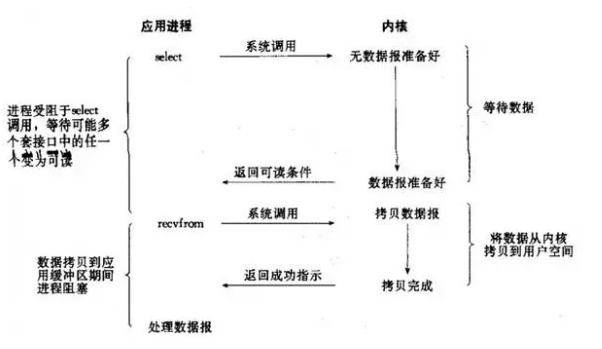 应用进程
内核
select
系统调用
无数据报准备好
进程受阻于select
调用，等待可能多
个套接口中的任一
个变为可读
等待数据
返回可读条件
数据报准备好
recvfrom
系统调用
拷贝数据报
数据拷贝到应
用缓冲区期间
进程阻塞
将数据从内核
拷贝到用户空间
返回成功指示
拷贝完成
处理数据报